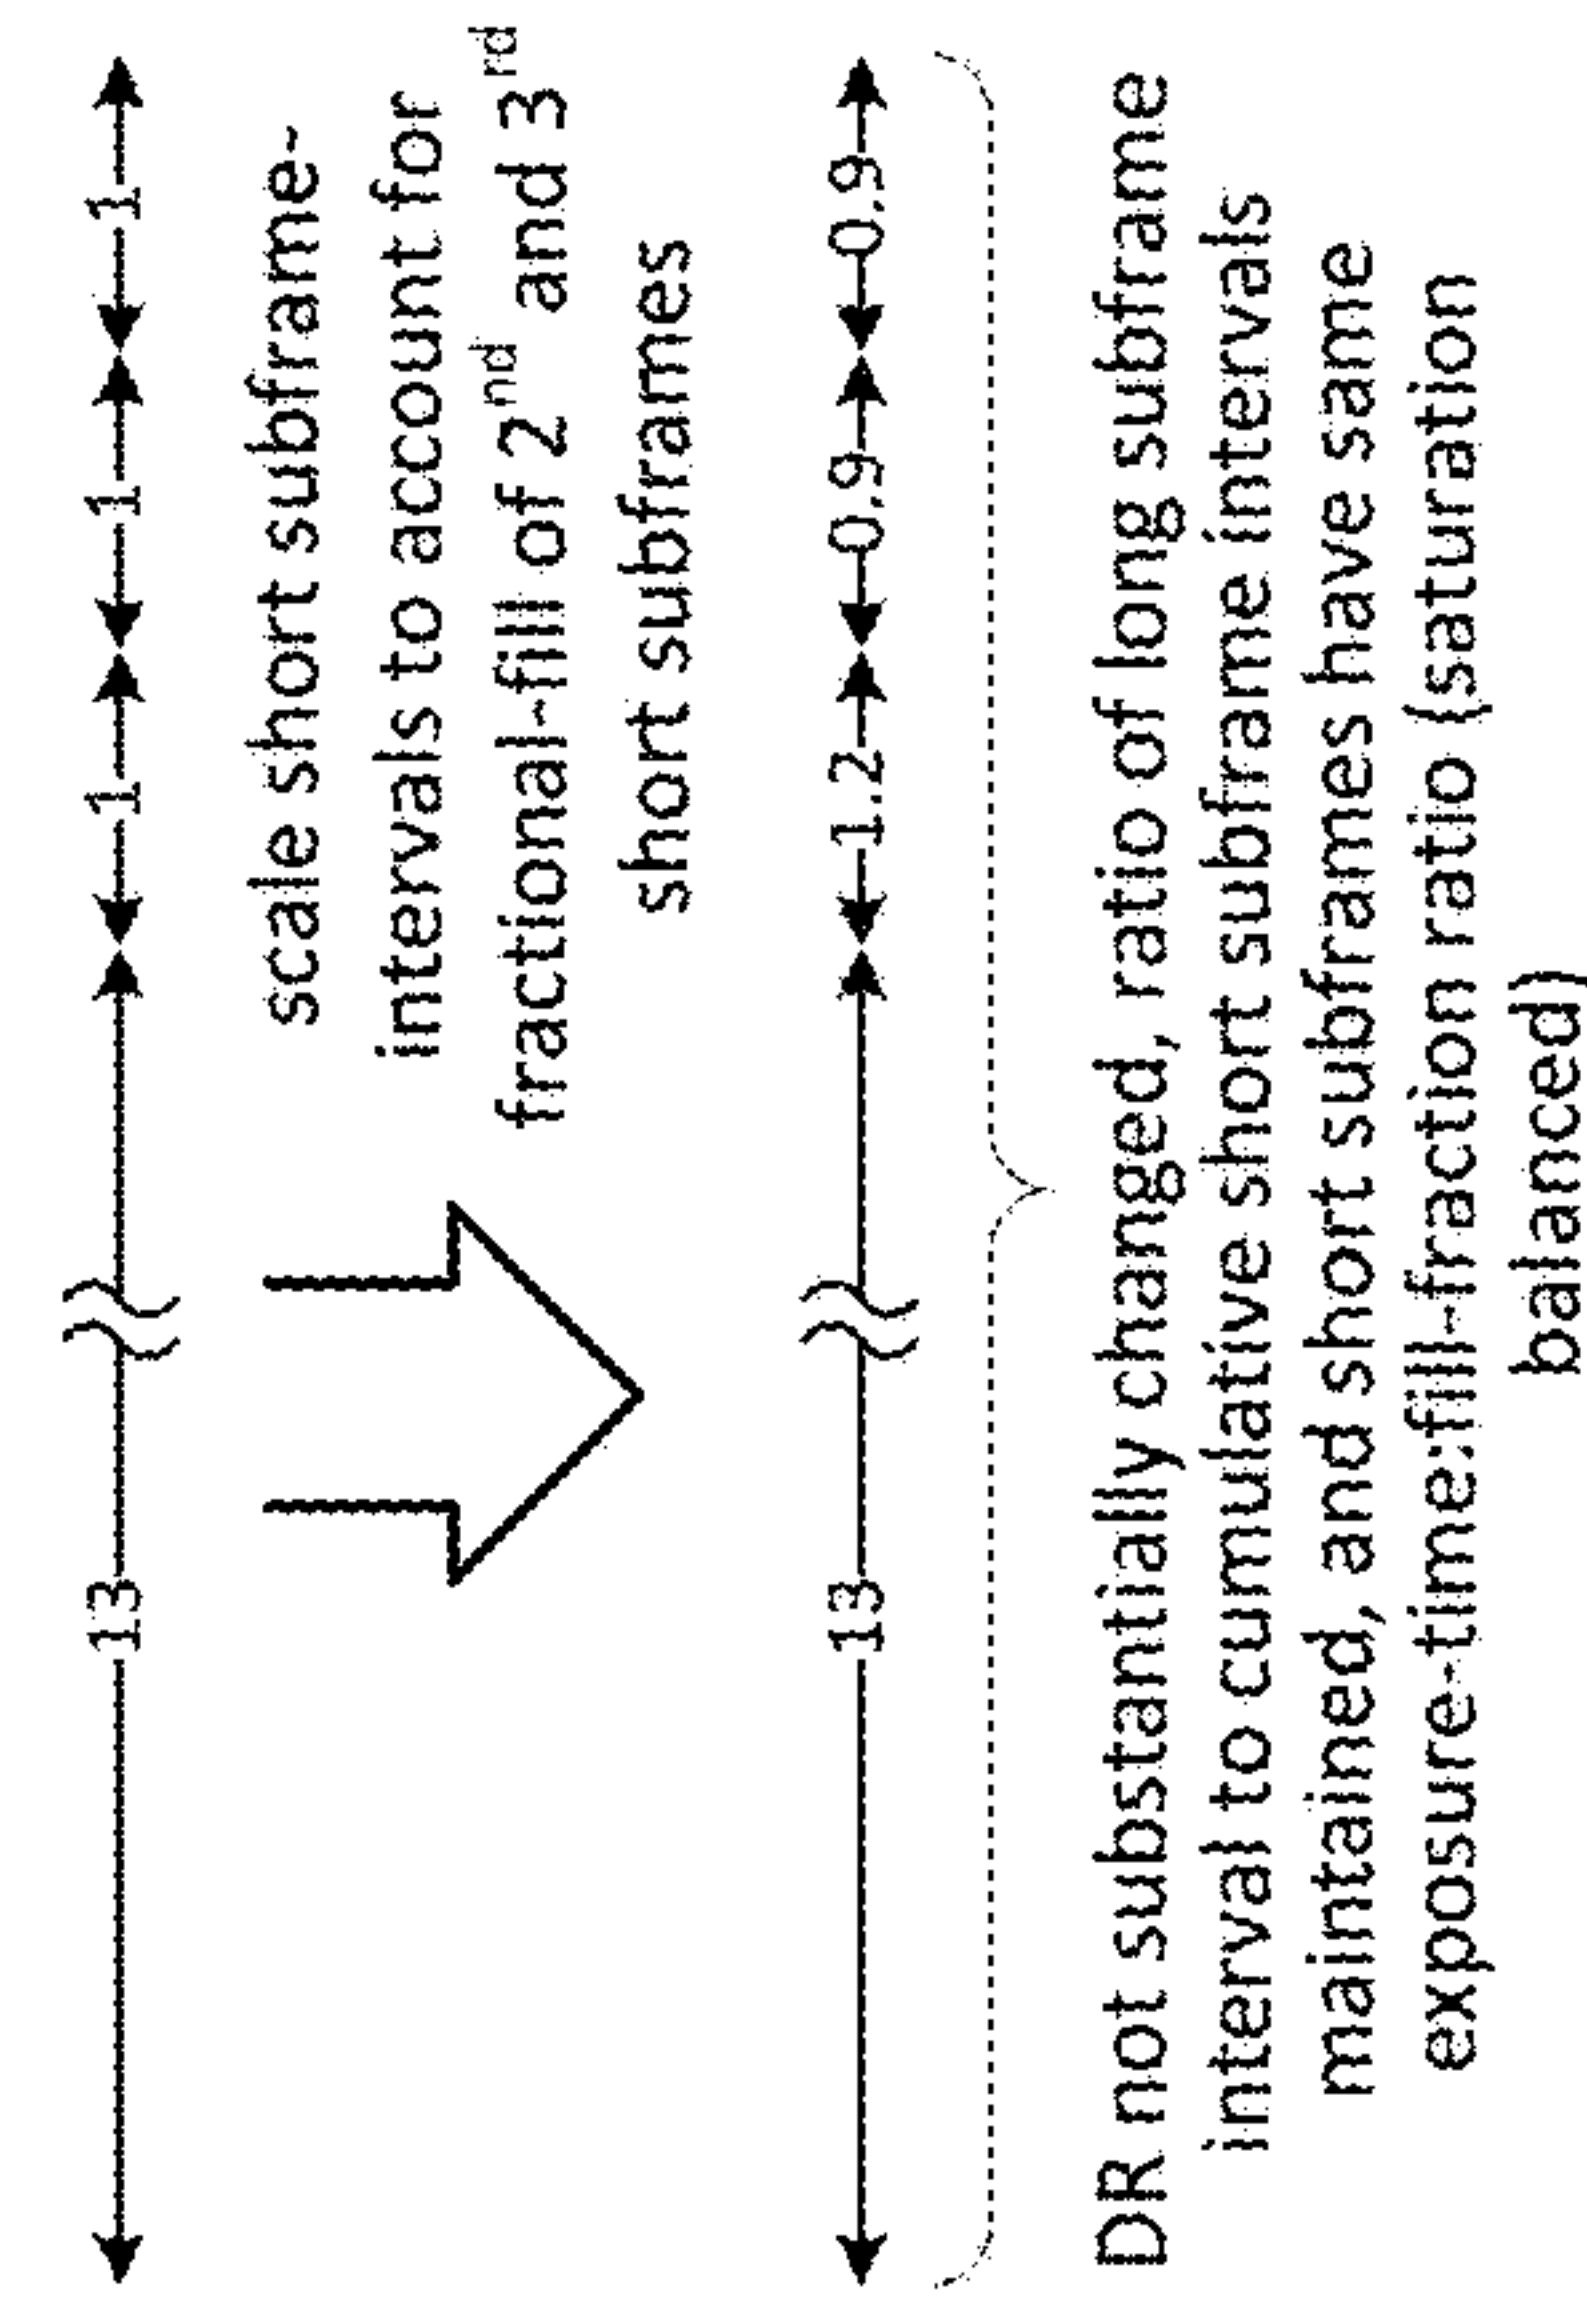 13 1 1 1
scale short subframe-
intervals to account for
fractional-fill of 2nd and 3rd
short subframes
13 1.2 0.9 0.9
DR not substantially changed, ratio of long subframe
interval to cumulative short subframe intervals
maintained, and short subframes have same
exposure-time:fill-fraction ratio (saturation
balanced)